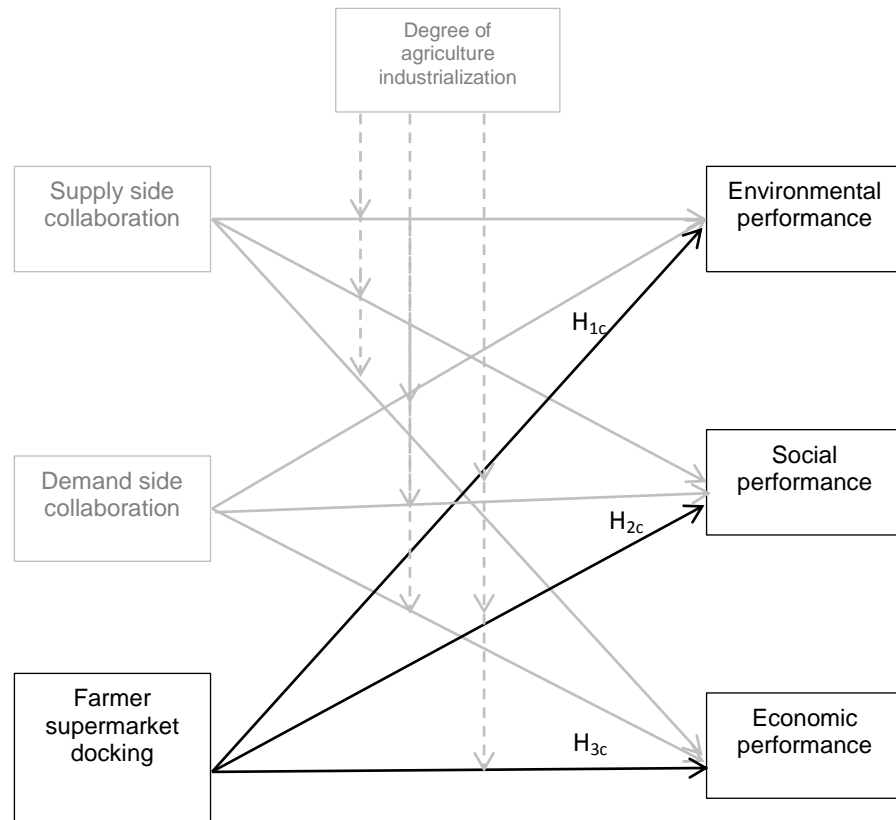 Degree of
agriculture
industrialization
Supply side
collaboration
Environmental
performance
H1c
Demand side
collaboration
Social
performance
H2c
Farmer
supermarket
docking
Economic
performance
H3c